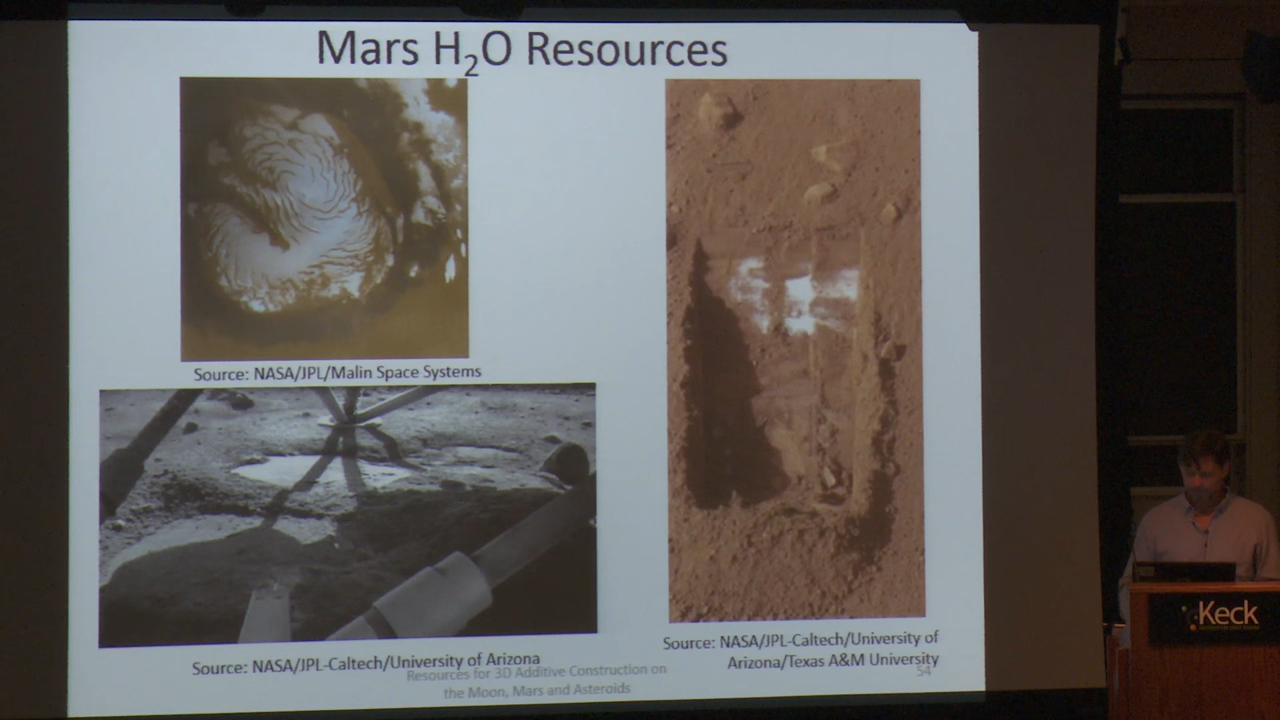 Mars H₂O Resources
Source: NASA/JPL/Malin Space Systems
Source: NASA/JPL-Caltech/University of Arizona
Source: NASA/JPL-Caltech/University of
Arizona/Texas A&M University
Resources for 3D Additive Construction on
the Moon, Mars and Asteroids
54
Keck